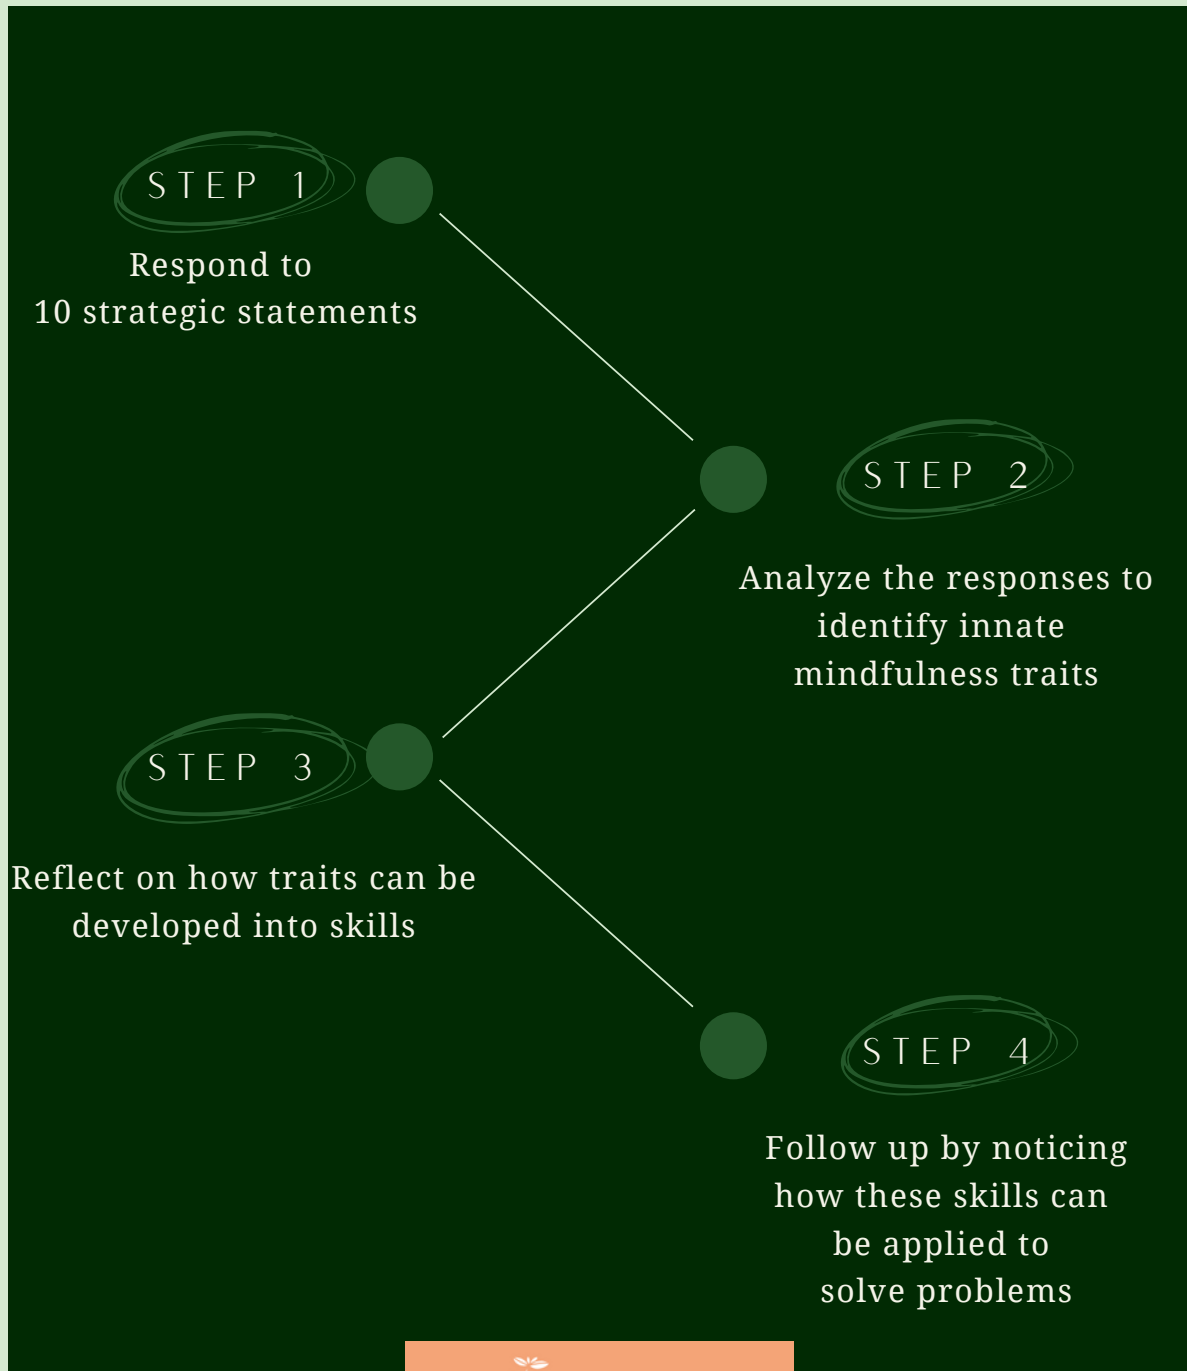 STEP 1
Respond to
10 strategic statements
STEP 2
Analyze the responses to
identify innate
mindfulness traits
STEP 3
Reflect on how traits can be
developed into skills
STEP 4
Follow up by noticing
how these skills can
be applied to
solve problems